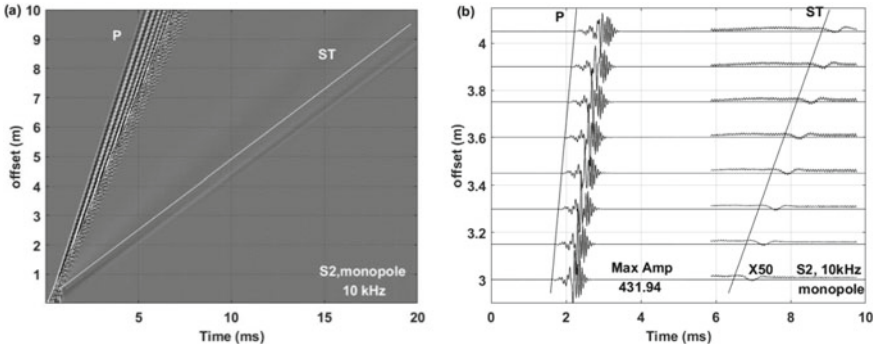 (a)
10
9
8
7
6
5
4
3
2
1
offset (m)
P
ST
S2,monopole
10 kHz
5
10
15
20
Time (ms)
(b)
4
3.8
3.6
3.4
3.2
3
offset (m)
P
ST
Max Amp
431.94
X50
S2, 10kHz
monopole
0
2
4
6
8
10
Time (ms)